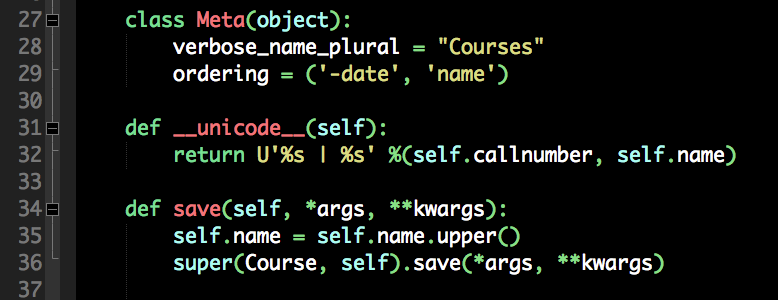 27 class Meta(object):
28 verbose_name_plural = "Courses"
29 ordering = ('-date', 'name')
30
31 def __unicode__(self):
32 return U'%s | %s' %(self.callnumber, self.name)
33
34 def save(self, *args, **kwargs):
35 self.name = self.name.upper()
36 super(Course, self).save(*args, **kwargs)
37